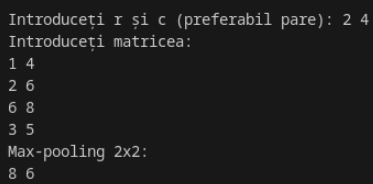 Introduceți r și c (preferabil pare): 2 4
Introduceți matricea:
1 4
2 6
6 8
3 5
Max-pooling 2x2:
8 6